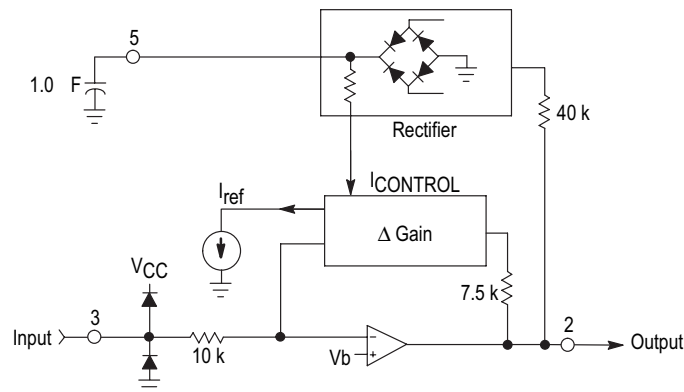 5
1.0 F
Rectifier
40 k
ICONTROL
Iref
Δ Gain
VCC
7.5 k
3
2
Input
10 k
Vb
−
+
Output